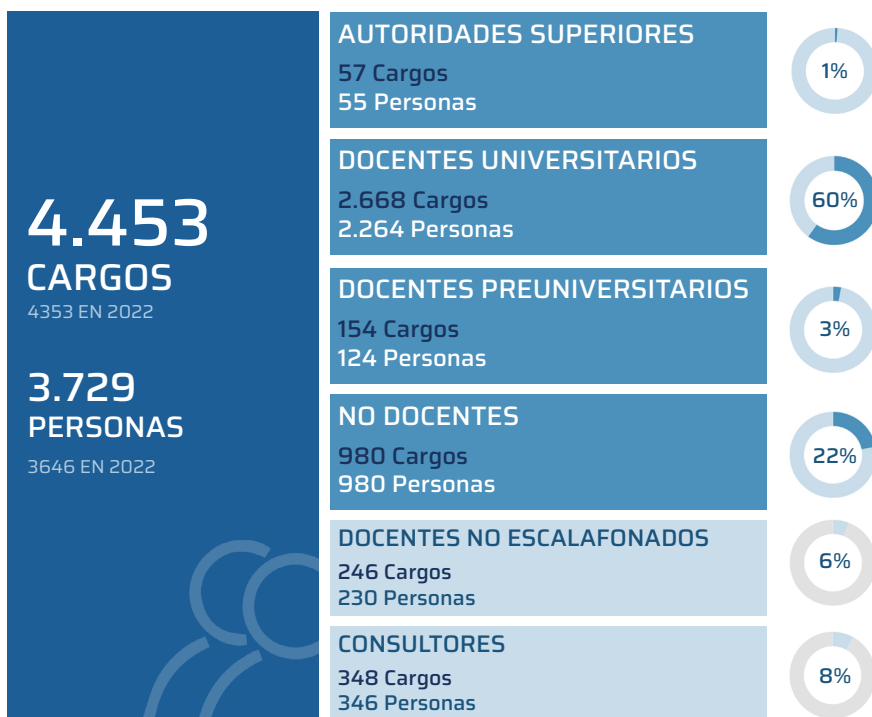 4.453
CARGOS
4353 EN 2022
3.729
PERSONAS
3646 EN 2022
AUTORIDADES SUPERIORES
57 Cargos
55 Personas
1%
DOCENTES UNIVERSITARIOS
2.668 Cargos
2.264 Personas
60%
DOCENTES PREUNIVERSITARIOS
154 Cargos
124 Personas
3%
NO DOCENTES
980 Cargos
980 Personas
22%
DOCENTES NO ESCALAFONADOS
246 Cargos
230 Personas
6%
CONSULTORES
348 Cargos
346 Personas
8%